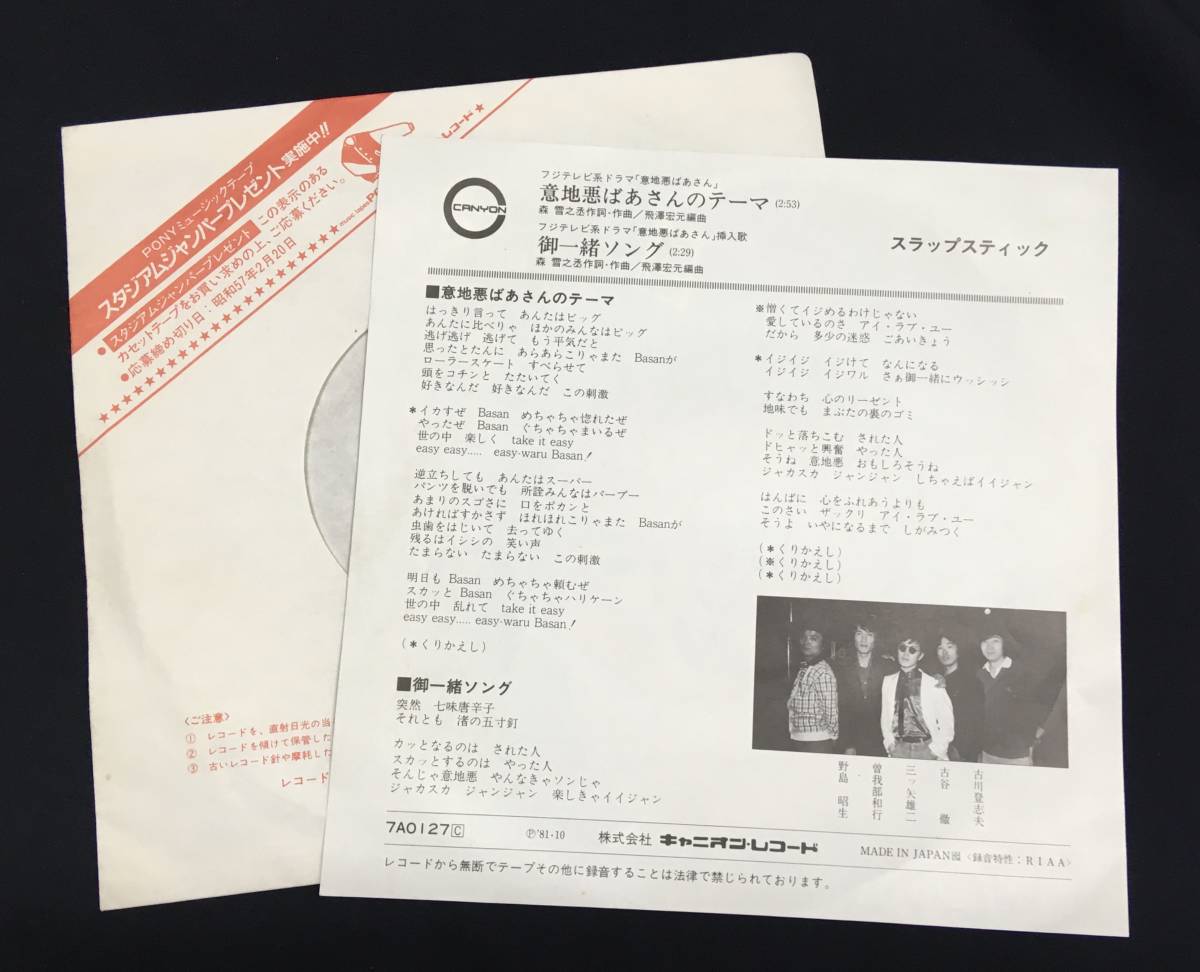 PONYミュージックテープ
スタジアムジャンパープレゼント実施中!!
●スタジアムジャンパープレゼント この表示のある
カセットテープをお買い求めの上、ご応募ください。
●応募締め切り日：昭和57年2月20日
レコード★
〈ご注意〉
① レコードを、直射日光の当
② レコードを傾けて保管した
③ 古いレコード針や摩耗した
レコード
CANYON
フジテレビ系ドラマ「意地悪ばあさん」
意地悪ばあさんのテーマ (2:53)
森 雪之丞作詞・作曲／飛澤宏元編曲
フジテレビ系ドラマ「意地悪ばあさん」挿入歌
御一緒ソング (2:29)
森 雪之丞作詞・作曲／飛澤宏元編曲
スラップスティック
■意地悪ばあさんのテーマ
はっきり言って あんたはビッグ
あんたに比べりゃ ほかのみんなはピッグ
逃げ逃げ 逃げて もう平気だと
思ったとたんに あらあらこりゃまた Basanが
ローラースケート すべらせて
頭をコチンと たたいてく
好きなんだ 好きなんだ この刺激
＊イカすぜ Basan めちゃちゃ惚れたぜ
やったぜ Basan ぐちゃちゃまいるぜ
世の中 楽しく take it easy
easy easy..... easy-waru Basan!
逆立ちしても あんたはスーパー
パンツを脱いでも 所詮みんなはパープー
あまりのスゴさに 口をポカンと
あければすかさず ほれほれこりゃまた Basanが
虫歯をはじいて 去ってゆく
残るはイシシの 笑い声
たまらない たまらない この刺激
明日も Basan めちゃちゃ頼むぜ
スカッと Basan ぐちゃちゃハリケーン
世の中 乱れて take it easy
easy easy..... easy-waru Basan!
(＊くりかえし)
■御一緒ソング
突然 七味唐辛子
それとも 渚の五寸釘
カッとなるのは された人
スカッとするのは やった人
そんじゃ意地悪 やんなきゃソンじゃ
ジャカスカ ジャンジャン 楽しきゃイイジャン
※憎くてイジめるわけじゃない
愛しているのさ アイ・ラブ・ユー
だから 多少の迷惑 ごあいきょう
＊イジイジ イジけて なんになる
イジイジ イジワル さぁ御一緒にウッシッシ
すなわち 心のリーゼント
地味でも まぶたの裏のゴミ
ドッと落ちこむ された人
ドヒャッと興奮 やった人
そうね 意地悪 おもしろそうね
ジャカスカ ジャンジャン しちゃえばイイジャン
はんぱに 心をふれあうよりも
このさい ザックリ アイ・ラブ・ユー
そうよ いやになるまで しがみつく
(＊くりかえし)
(※くりかえし)
(＊くりかえし)
古川登志夫
古谷 徹
三ッ矢雄二
曽我部和行
野島 昭生
7A0127 C
Ⓟ'81・10
株式会社 キャニオン・レコード
MADE IN JAPAN 〈録音特性：RIAA〉
レコードから無断でテープその他に録音することは法律で禁じられております。